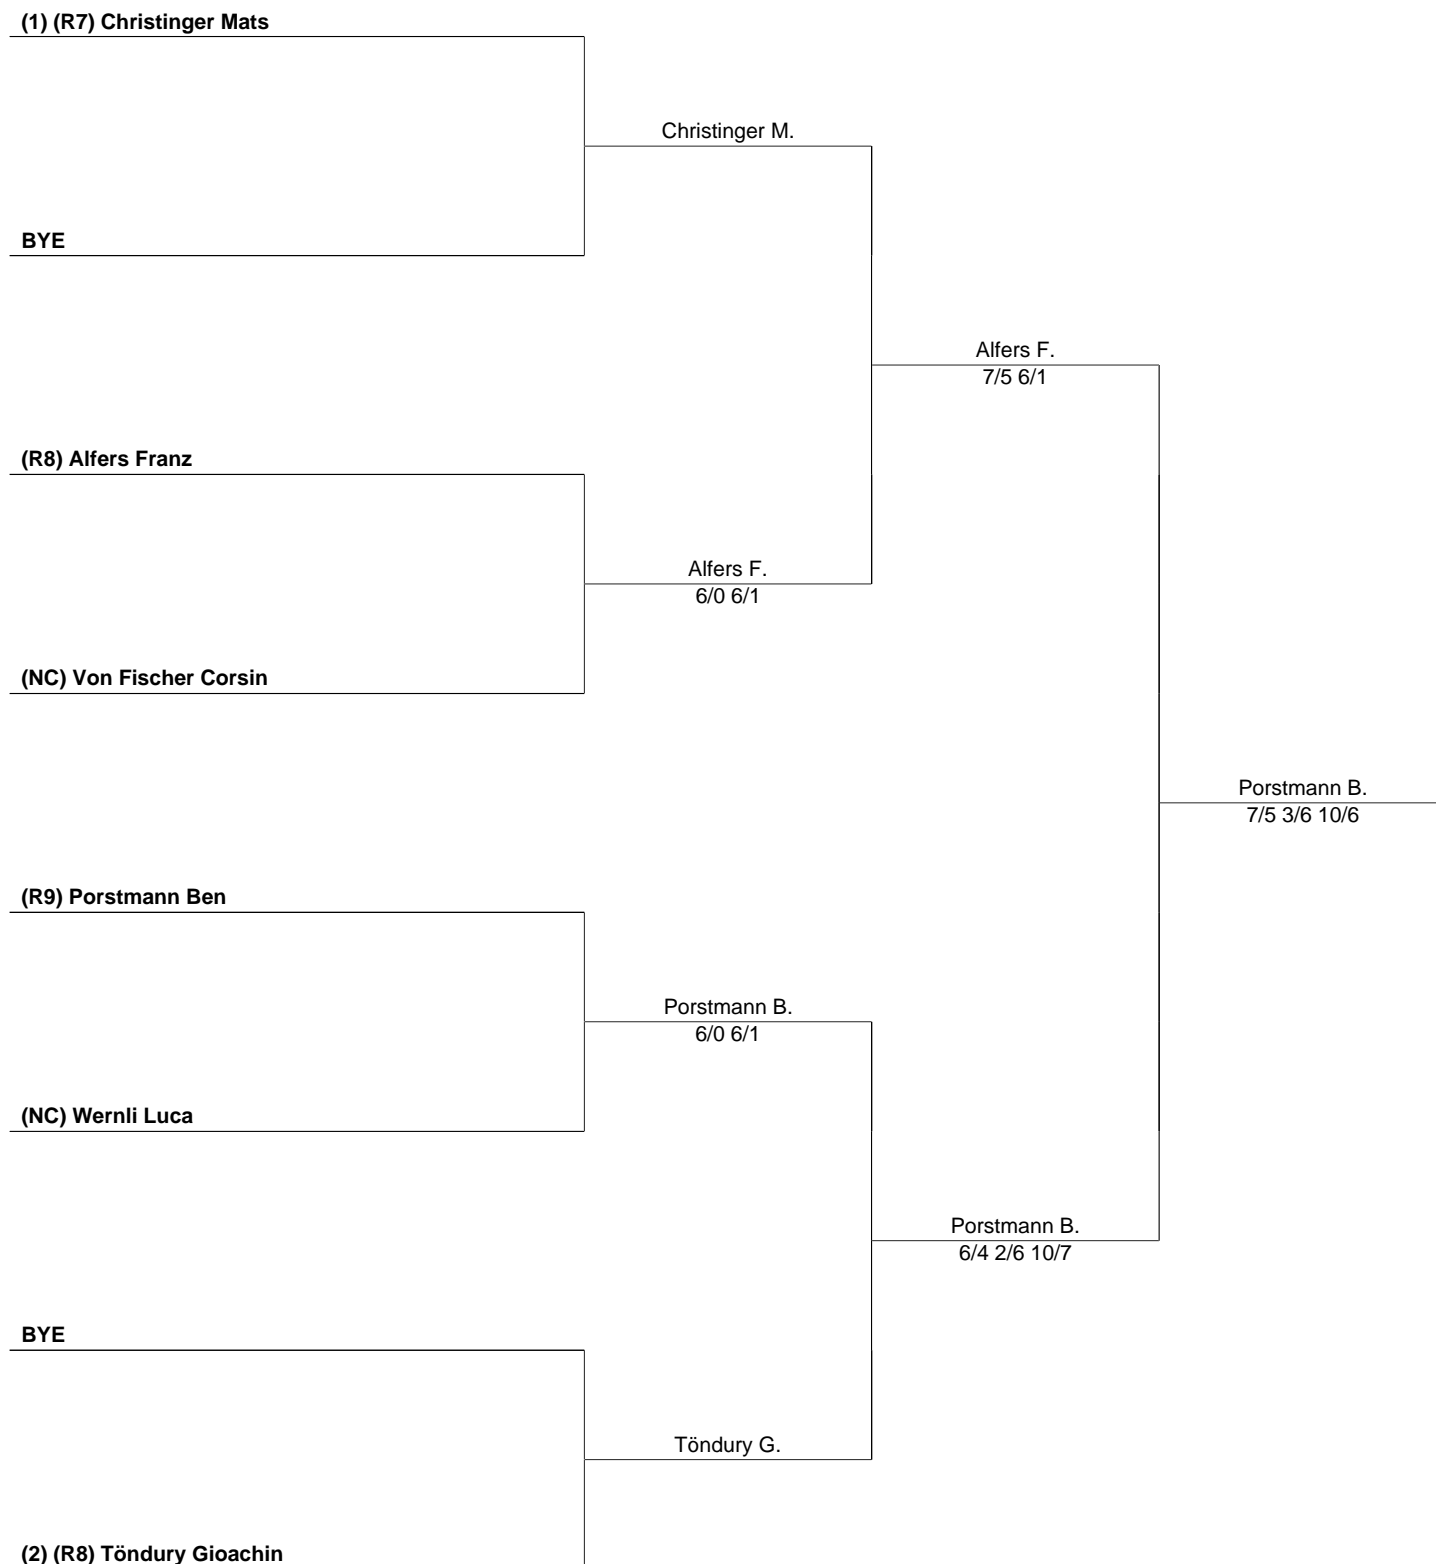 (1) (R7) Christinger Mats
Christinger M.
BYE
Alfers F.
7/5 6/1
(R8) Alfers Franz
Alfers F.
6/0 6/1
(NC) Von Fischer Corsin
Porstmann B.
7/5 3/6 10/6
(R9) Porstmann Ben
Porstmann B.
6/0 6/1
(NC) Wernli Luca
Porstmann B.
6/4 2/6 10/7
BYE
Töndury G.
(2) (R8) Töndury Gioachin